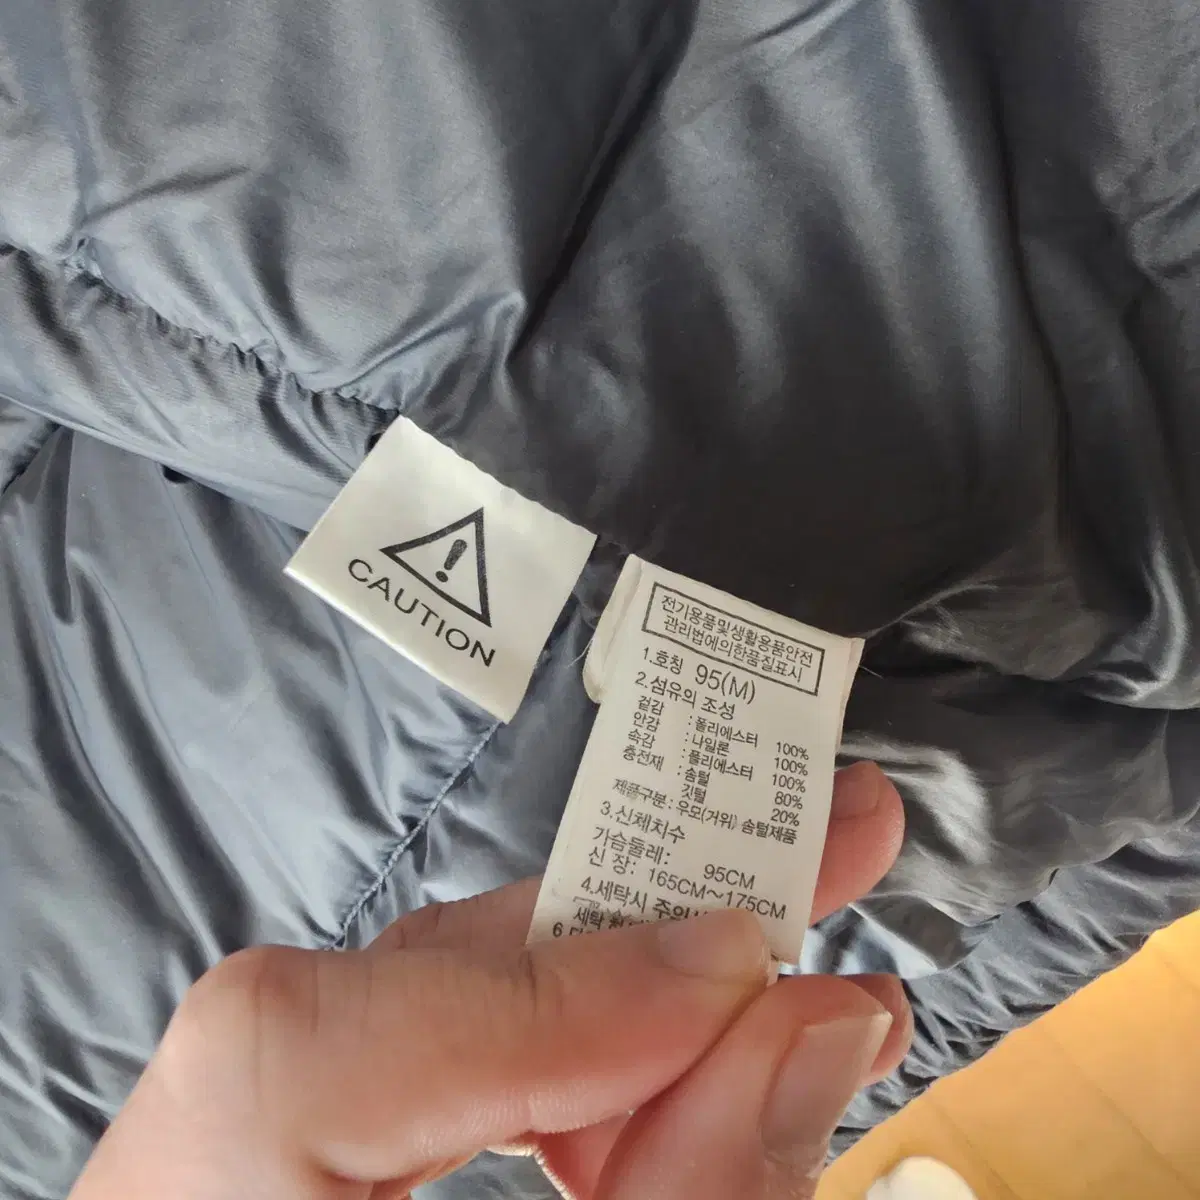 CAUTION
전기용품및생활용품안전
관리법에의한품질표시
1.호칭 95(M)
2.섬유의 조성
겉감 : 폴리에스터 100%
안감 : 나일론 100%
속감 : 폴리에스터 100%
충전재 : 솜털 80%
깃털 20%
제품구분 : 우모(거위) 솜털제품
3.신체치수
가슴둘레: 95CM
신 장: 165CM~175CM
4.세탁시 주의
세탁
6